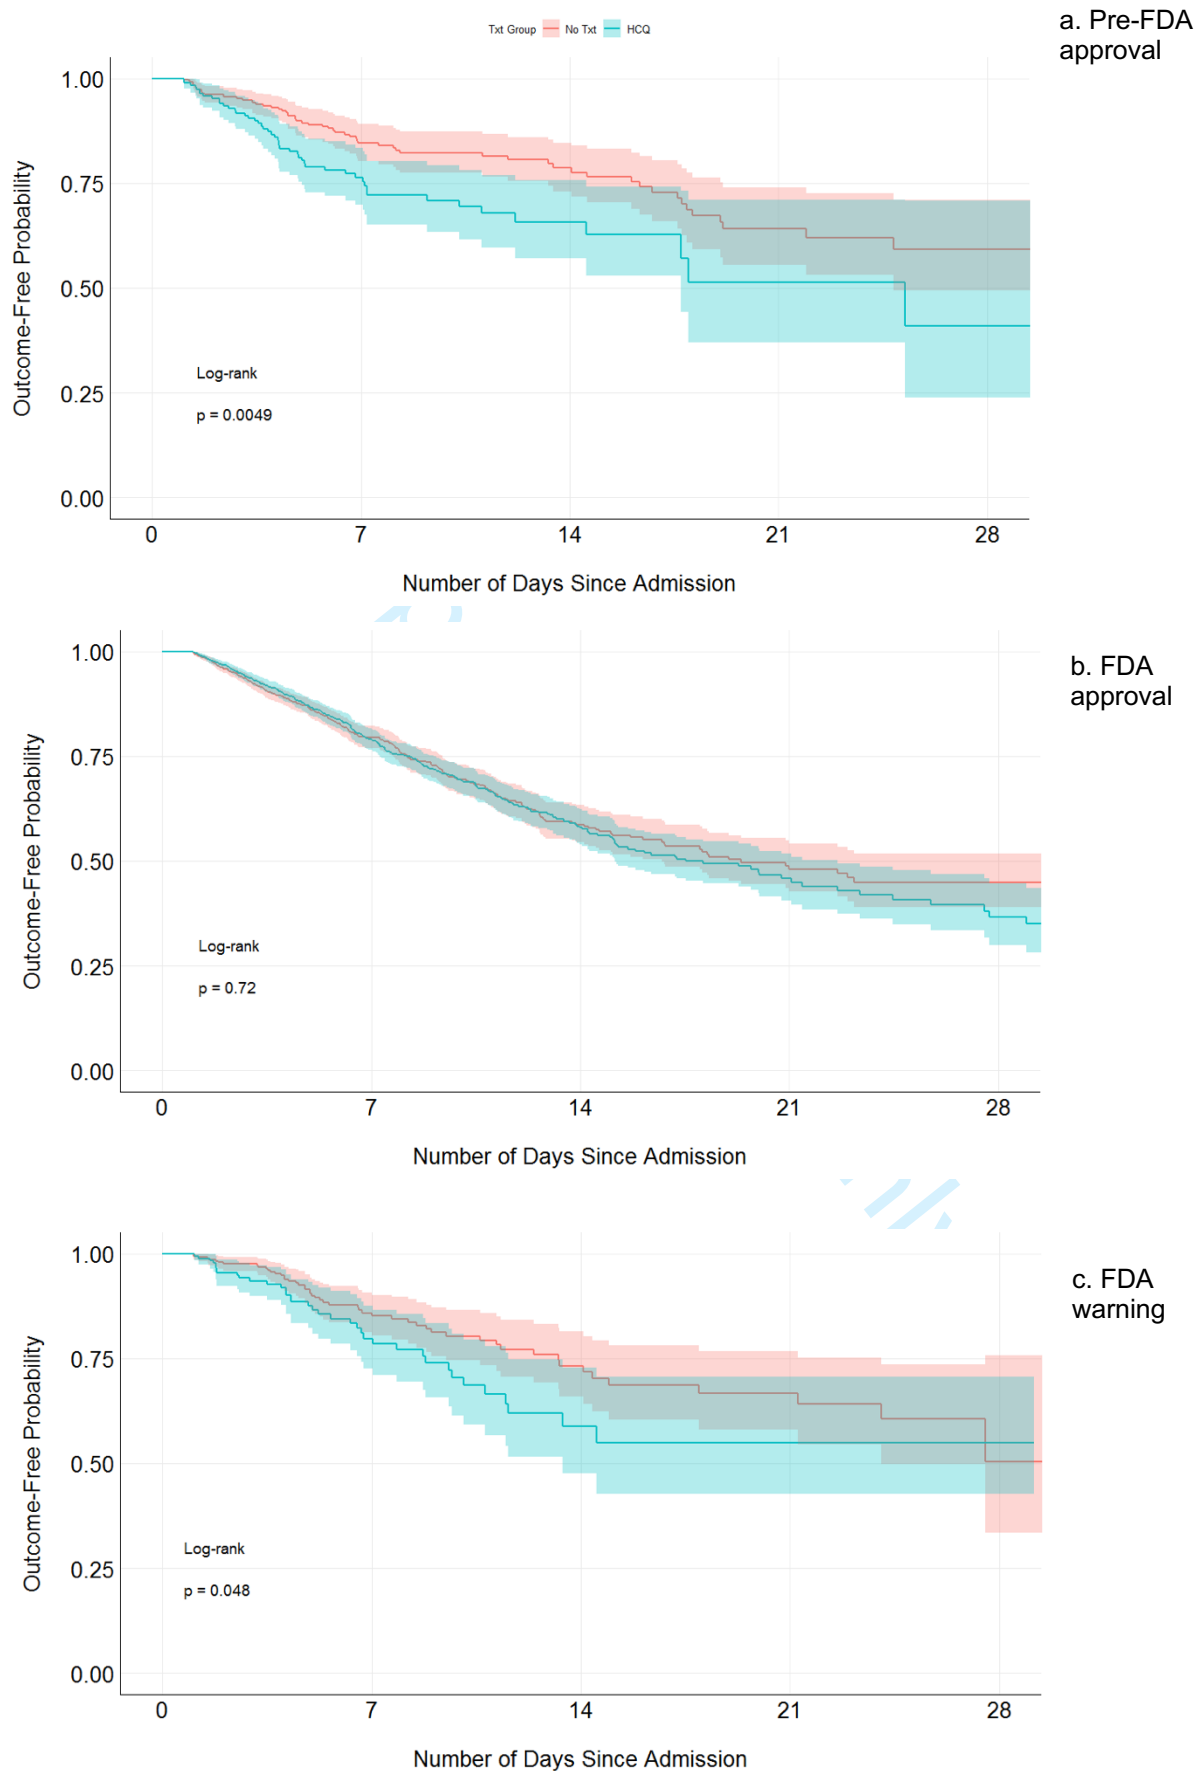 Txt Group No Txt HCQ
a. Pre-FDA
approval
1.00
0.75
0.50
0.25
0.00
Outcome-Free Probability
Log-rank
p = 0.0049
0 7 14 21 28
Number of Days Since Admission
b. FDA
approval
1.00
0.75
0.50
0.25
0.00
Outcome-Free Probability
Log-rank
p = 0.72
0 7 14 21 28
Number of Days Since Admission
c. FDA
warning
1.00
0.75
0.50
0.25
0.00
Outcome-Free Probability
Log-rank
p = 0.048
0 7 14 21 28
Number of Days Since Admission